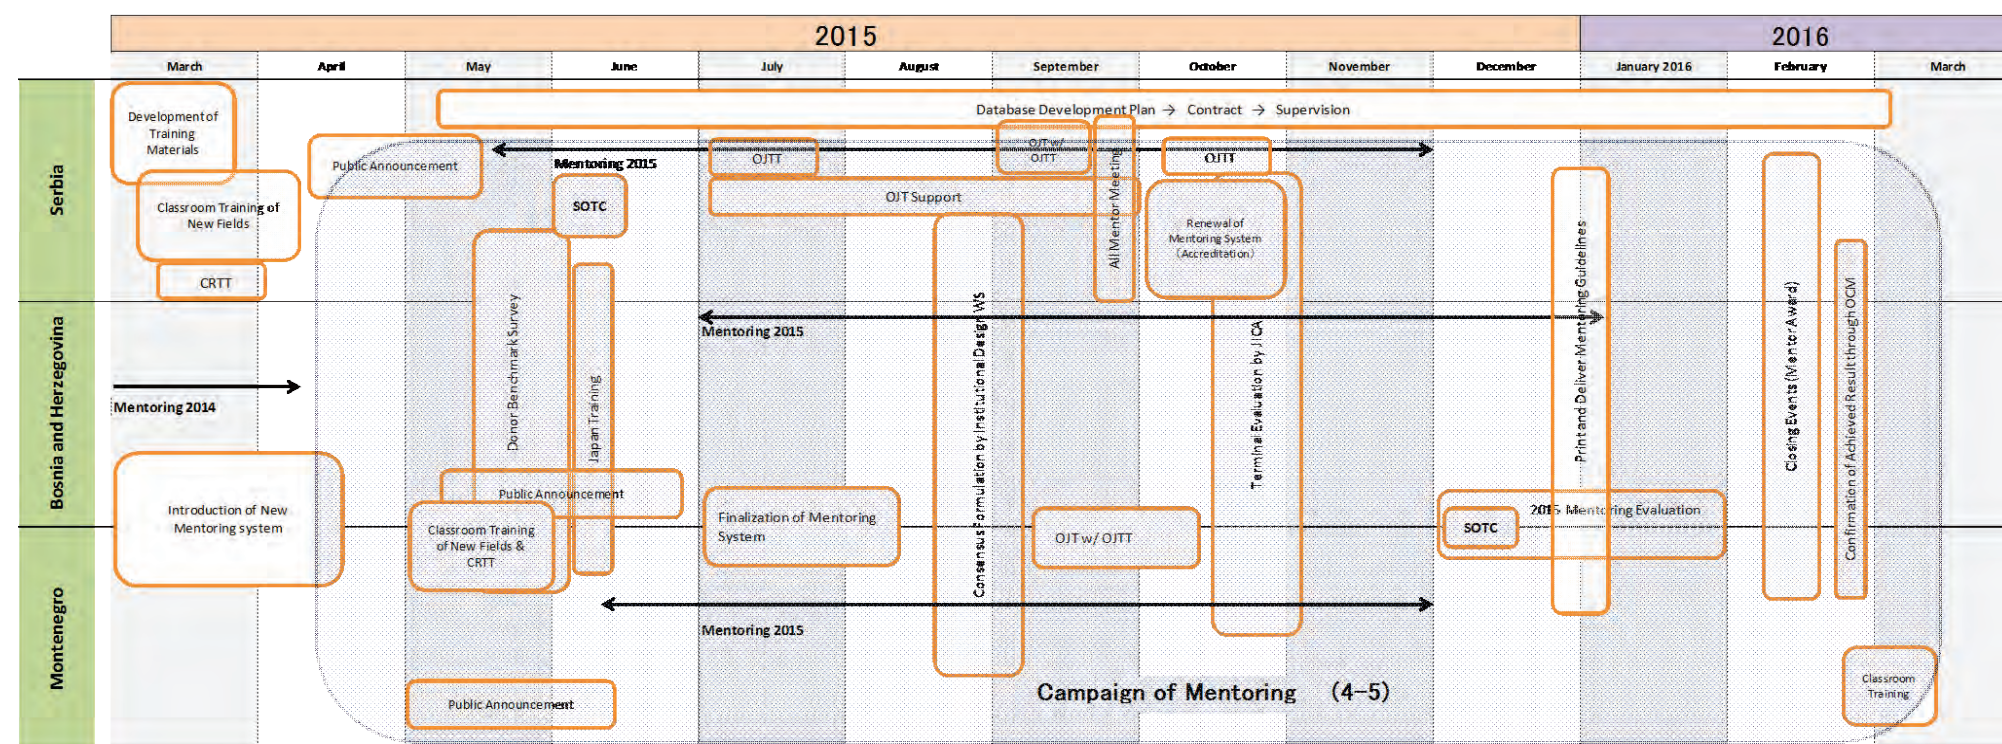 2015
2016
March
April
May
June
July
August
September
October
November
December
January 2016
February
March
Serbia
Development of
Training
Materials
Classroom Training of
New Fields
CRTT
Public Announcement
Database Development Plan → Contract → Supervision
Mentoring 2015
SOTC
OJTT
OJT w/
OJTT
OJTT
OJT Support
All Mentor Meeting
Renewal of
Mentoring System
(Accreditation)
Bosnia and Herzegovina
Mentoring 2014
Introduction of New
Mentoring system
Donor Benchmark Survey
Japan Training
Public Announcement
Classroom Training
of New Fields &
CRTT
Mentoring 2015
Finalization of Mentoring
System
Consensus Formulation by Institutional Design WS
OJT w/ OJTT
Terminal Evaluation by JICA
Print and Deliver Mentoring Guidelines
2015 Mentoring Evaluation
SOTC
Closing Events (Mentor Award)
Confirmation of Achieved Result through OCM
Montenegro
Mentoring 2015
Public Announcement
Campaign of Mentoring (4-5)
Classroom
Training